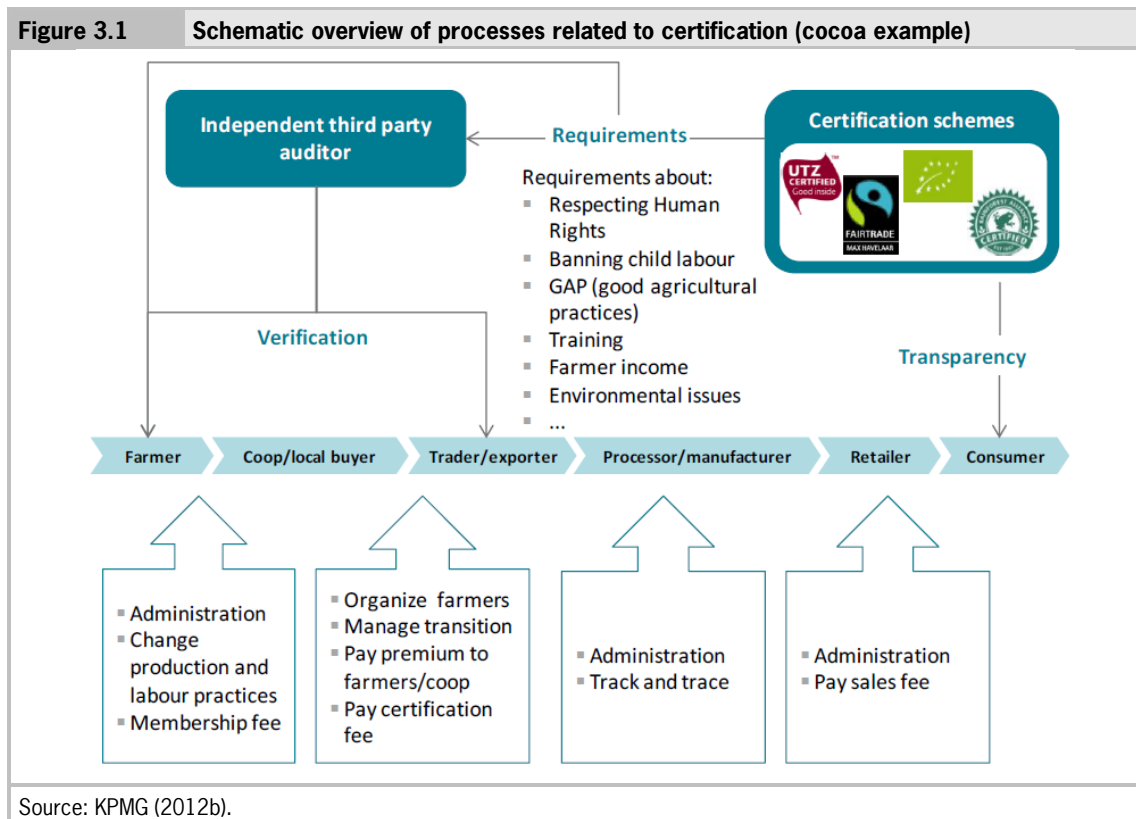 Figure 3.1 Schematic overview of processes related to certification (cocoa example)
Independent third party
auditor
Requirements
Certification schemes
UTZ
CERTIFIED
Good inside
™
FAIRTRADE
MAX HAVELAAR
RAINFOREST ALLIANCE
CERTIFIED
Requirements about:
▪ Respecting Human
Rights
▪ Banning child labour
▪ GAP (good agricultural
practices)
▪ Training
▪ Farmer income
▪ Environmental issues
▪ ...
Verification
Transparency
Farmer
Coop/local buyer
Trader/exporter
Processor/manufacturer
Retailer
Consumer
▪ Administration
▪ Change
production and
labour practices
▪ Membership fee
▪ Organize farmers
▪ Manage transition
▪ Pay premium to
farmers/coop
▪ Pay certification
fee
▪ Administration
▪ Track and trace
▪ Administration
▪ Pay sales fee
Source: KPMG (2012b).